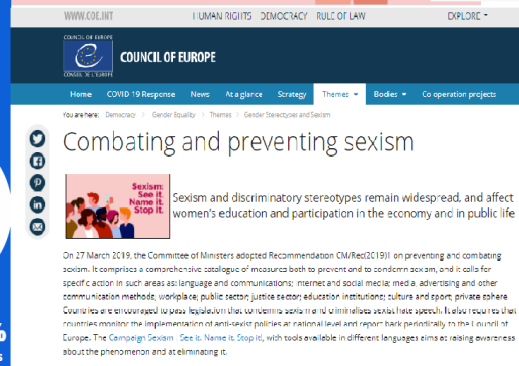 WWW.COE.INT HUMAN RIGHTS DEMOCRACY RULE OF LAW EXPLORE
COUNCIL OF EUROPE
COUNCIL OF EUROPE
CONSEIL DE L'EUROPE
Home COVID-19 Response News At a glance Strategy Themes Bodies Co-operation projects
You are here: Democracy Gender Equality Themes Gender Stereotypes and Sexism
Combating and preventing sexism
Sexism:
See it.
Name it.
Stop it.
Sexism and discriminatory stereotypes remain widespread, and affect
women's education and participation in the economy and in public life
On 27 March 2019, the Committee of Ministers adopted Recommendation CM/Rec(2019)1 on preventing and combating
sexism. It comprises a comprehensive catalogue of measures both to prevent and to condemn sexism, and it calls for
specific action in such areas as: language and communications; internet and social media; media, advertising and other
communication methods; workplace; public sector; justice sector; education institutions; culture and sport; private sphere
Countries are encouraged to pass legislation that condemns sexism and criminalises sexist hate speech. It also requires that
countries monitor the implementation of anti-sexist policies at national level and report back periodically to the Council of
Europe. The Campaign Sexism : See it. Name it. Stop it!, with tools available in different languages aims at raising awareness
about the phenomenon and at eliminating it.